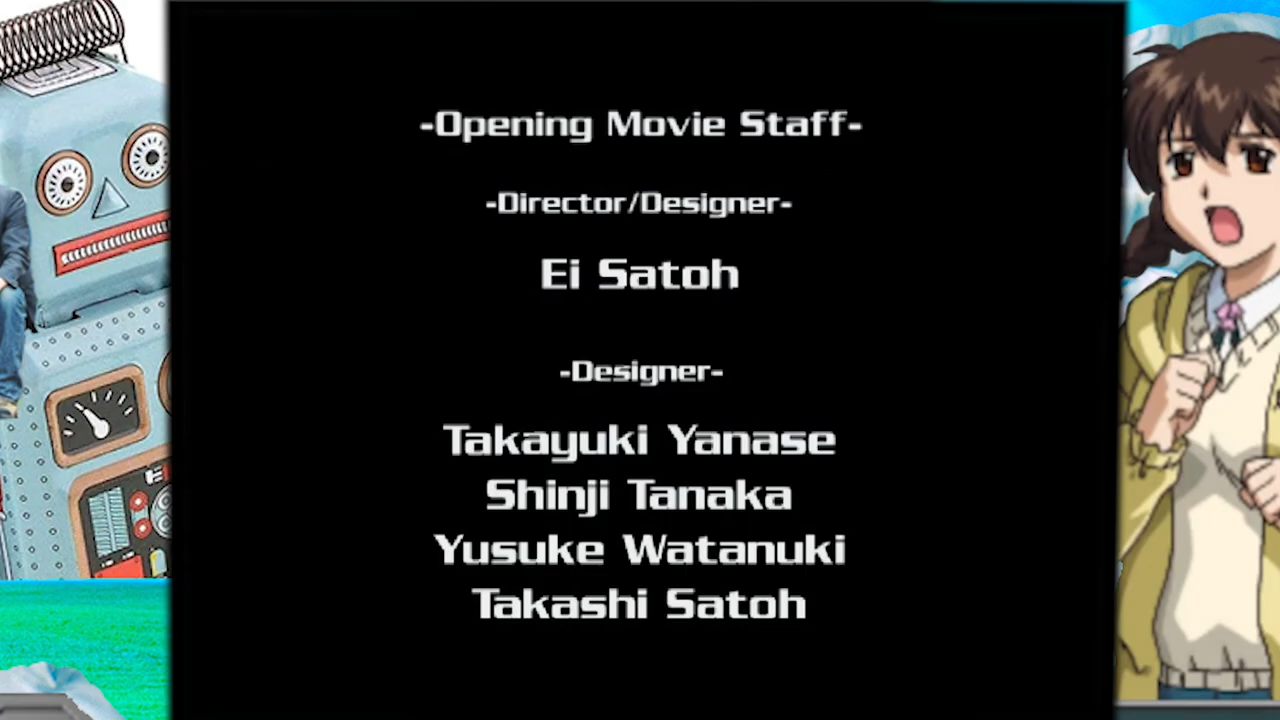 -Opening Movie Staff-
-Director/Designer-
Ei Satoh
-Designer-
Takayuki Yanase
Shinji Tanaka
Yusuke Watanuki
Takashi Satoh